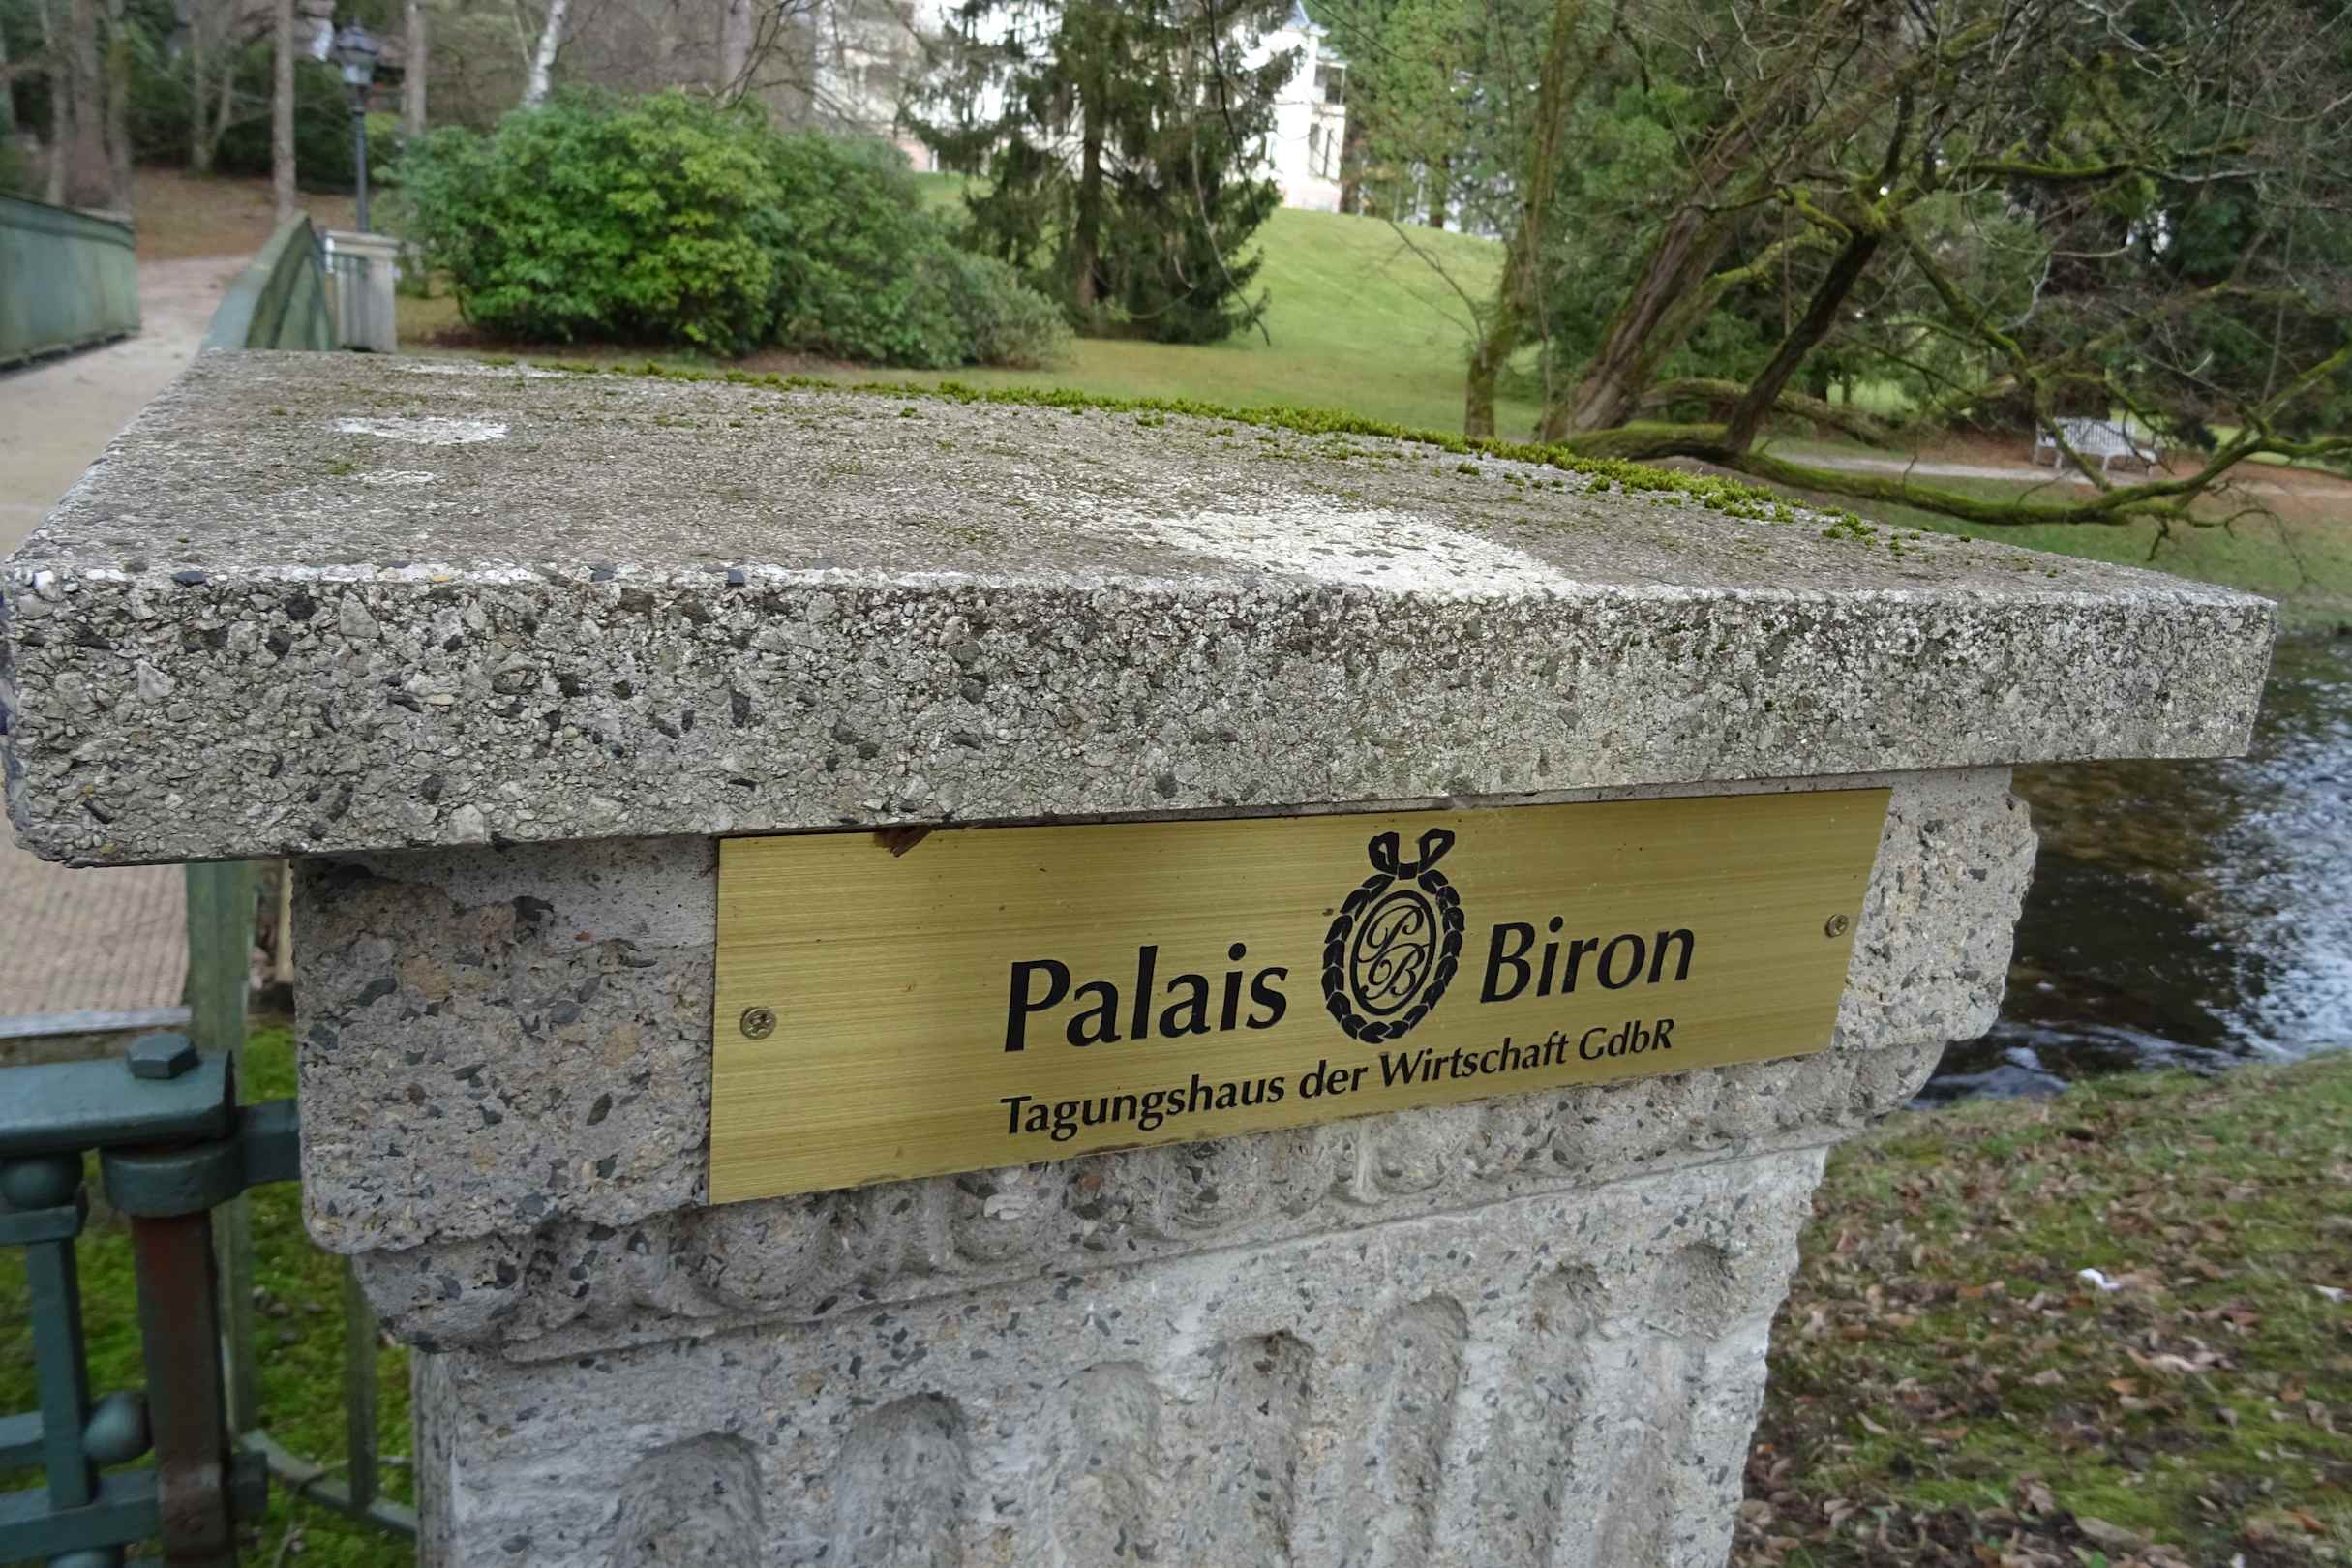 Palais PB Biron
Tagungshaus der Wirtschaft GdbR